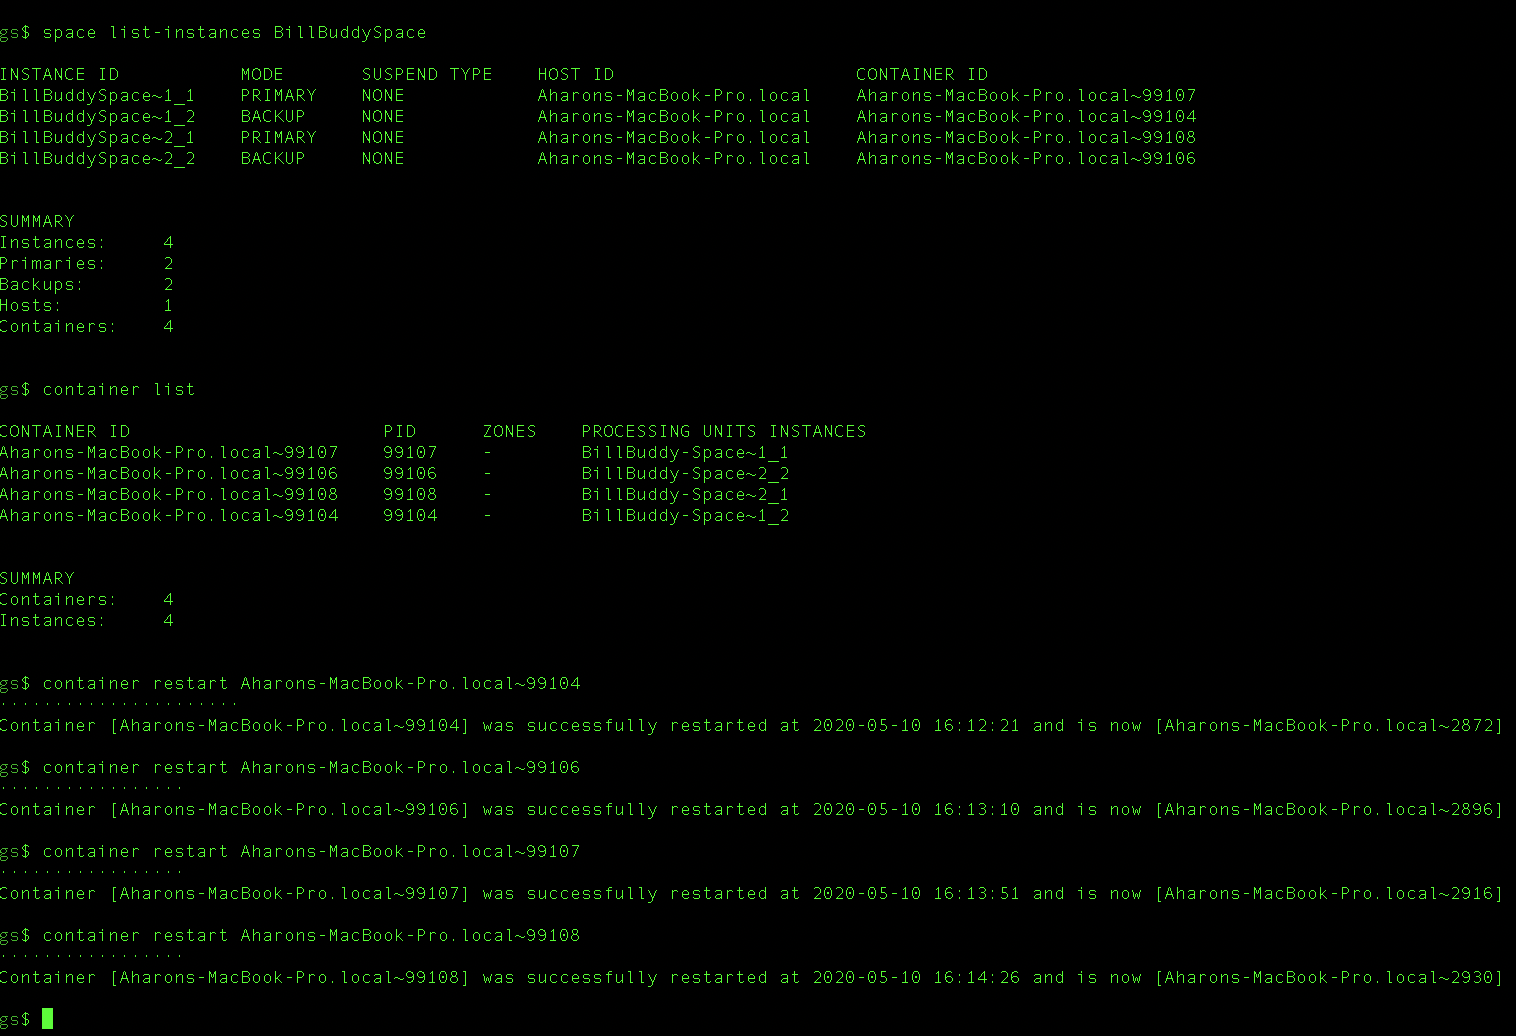 gs$ space list-instances BillBuddySpace
INSTANCE ID MODE SUSPEND TYPE HOST ID CONTAINER ID
BillBuddySpace~1_1 PRIMARY NONE Aharons-MacBook-Pro.local Aharons-MacBook-Pro.local~99107
BillBuddySpace~1_2 BACKUP NONE Aharons-MacBook-Pro.local Aharons-MacBook-Pro.local~99104
BillBuddySpace~2_1 PRIMARY NONE Aharons-MacBook-Pro.local Aharons-MacBook-Pro.local~99108
BillBuddySpace~2_2 BACKUP NONE Aharons-MacBook-Pro.local Aharons-MacBook-Pro.local~99106
SUMMARY
Instances: 4
Primaries: 2
Backups: 2
Hosts: 1
Containers: 4
gs$ container list
CONTAINER ID PID ZONES PROCESSING UNITS INSTANCES
Aharons-MacBook-Pro.local~99107 99107 - BillBuddy-Space~1_1
Aharons-MacBook-Pro.local~99106 99106 - BillBuddy-Space~2_2
Aharons-MacBook-Pro.local~99108 99108 - BillBuddy-Space~2_1
Aharons-MacBook-Pro.local~99104 99104 - BillBuddy-Space~1_2
SUMMARY
Containers: 4
Instances: 4
gs$ container restart Aharons-MacBook-Pro.local~99104
......................
Container [Aharons-MacBook-Pro.local~99104] was successfully restarted at 2020-05-10 16:12:21 and is now [Aharons-MacBook-Pro.local~2872]
gs$ container restart Aharons-MacBook-Pro.local~99106
.................
Container [Aharons-MacBook-Pro.local~99106] was successfully restarted at 2020-05-10 16:13:10 and is now [Aharons-MacBook-Pro.local~2896]
gs$ container restart Aharons-MacBook-Pro.local~99107
.................
Container [Aharons-MacBook-Pro.local~99107] was successfully restarted at 2020-05-10 16:13:51 and is now [Aharons-MacBook-Pro.local~2916]
gs$ container restart Aharons-MacBook-Pro.local~99108
.................
Container [Aharons-MacBook-Pro.local~99108] was successfully restarted at 2020-05-10 16:14:26 and is now [Aharons-MacBook-Pro.local~2930]
gs$